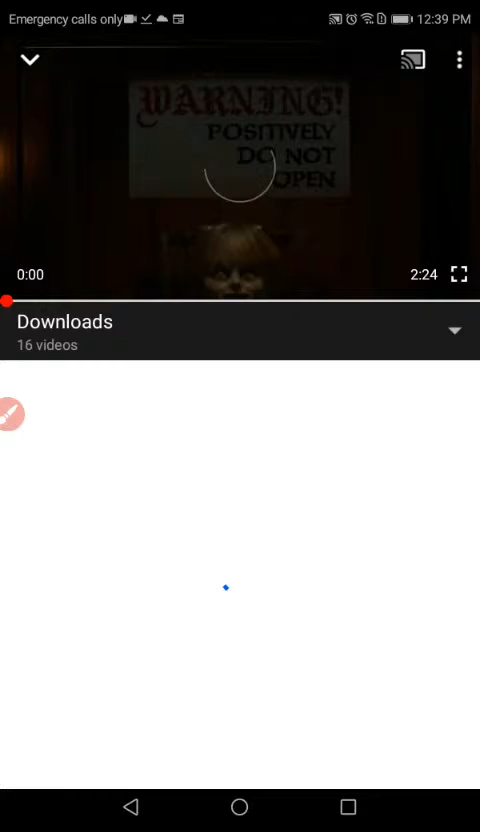 Emergency calls only
12:39 PM
WARNING!
POSITIVELY
DO NOT
OPEN
0:00
2:24
Downloads
16 videos